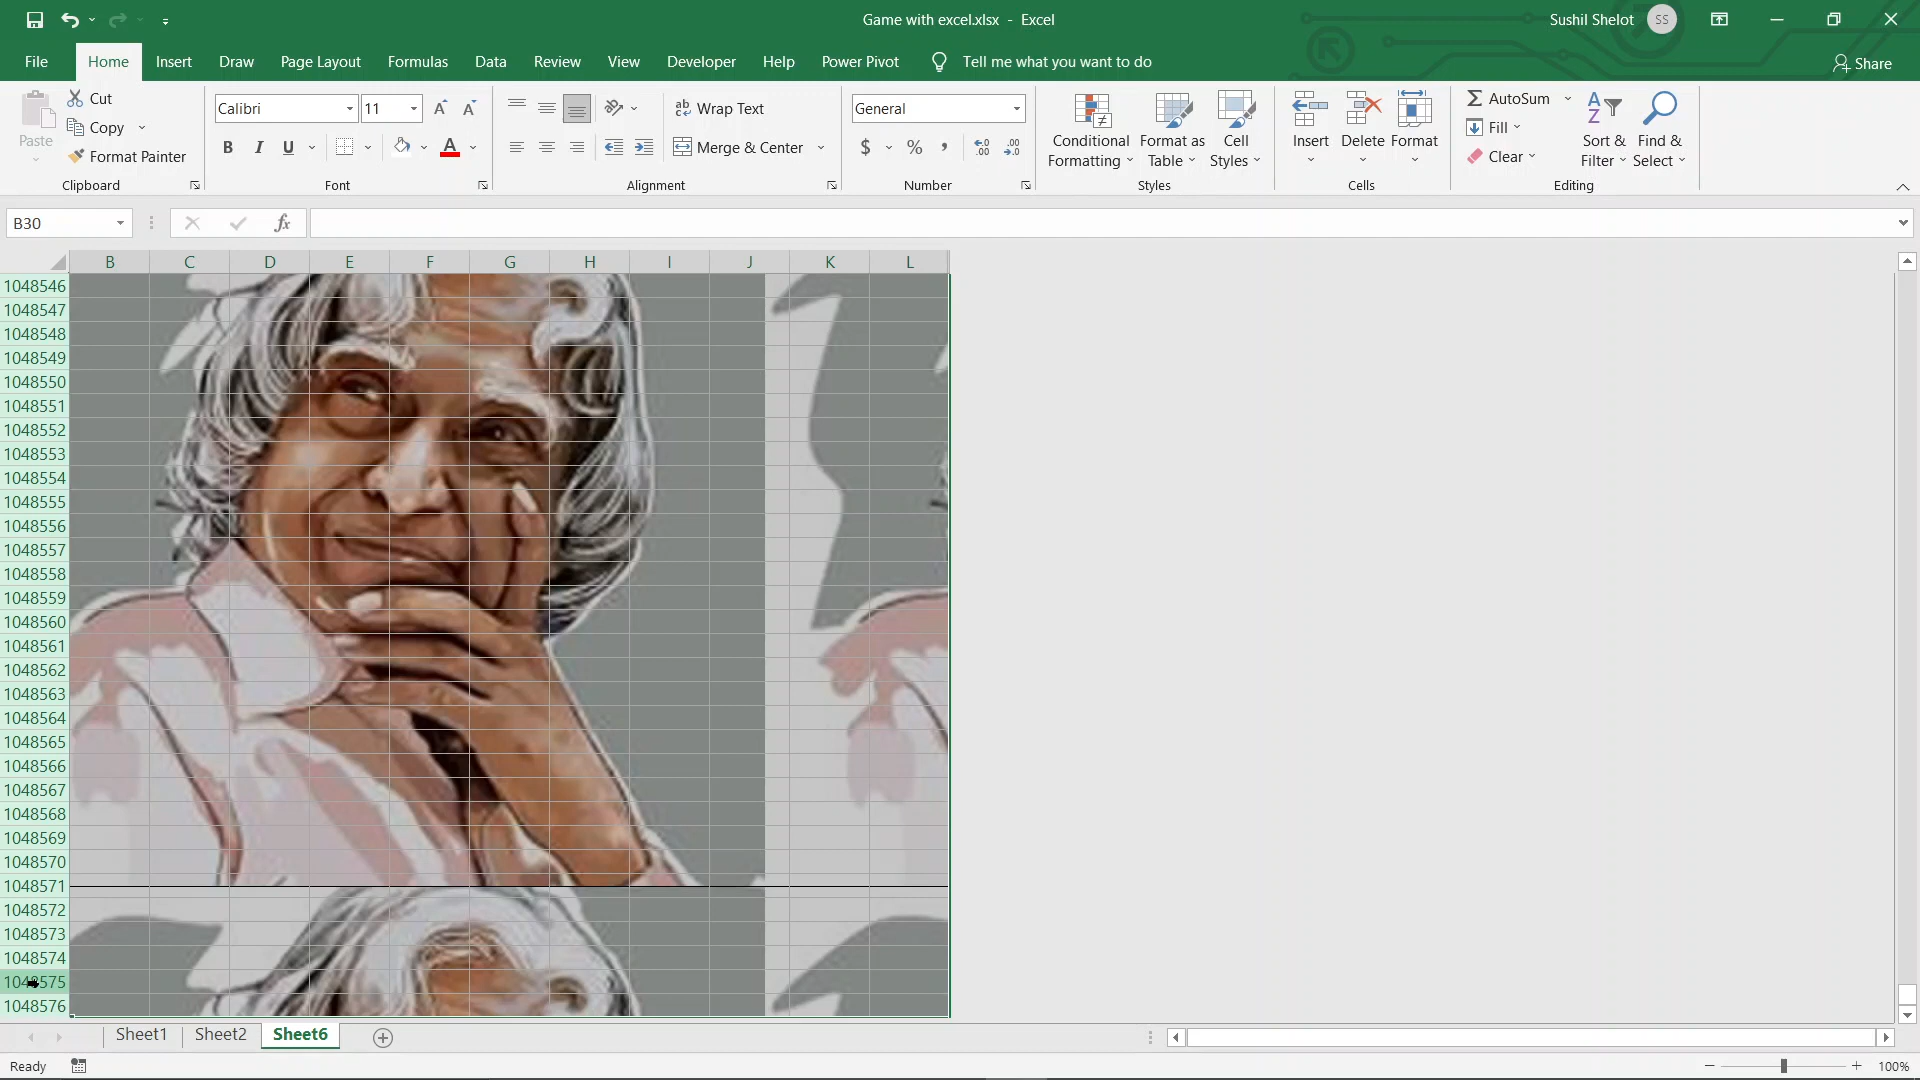 Game with excel.xlsx - Excel
Sushil Shelot SS
File Home Insert Draw Page Layout Formulas Data Review View Developer Help Power Pivot Tell me what you want to do Share
Paste
Cut
Copy
Format Painter
Clipboard
Calibri 11
B I U A
Font
ab Wrap Text
Merge & Center
Alignment
General
$ % ,
Number
Conditional Formatting
Format as Table
Cell Styles
Styles
Insert Delete Format
Cells
AutoSum
Fill
Clear
Sort & Filter
Find & Select
Editing
B30 fx
B C D E F G H I J K L
1048546
1048547
1048548
1048549
1048550
1048551
1048552
1048553
1048554
1048555
1048556
1048557
1048558
1048559
1048560
1048561
1048562
1048563
1048564
1048565
1048566
1048567
1048568
1048569
1048570
1048571
1048572
1048573
1048574
1048575
1048576
Sheet1 Sheet2 Sheet6
Ready 100%